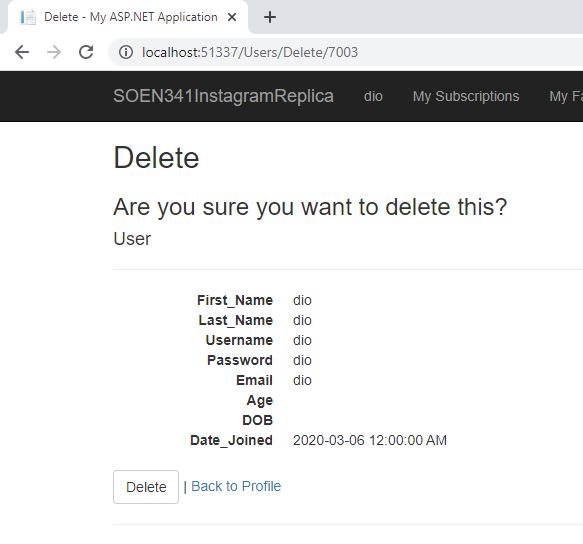 Delete - My ASP.NET Application
localhost:51337/Users/Delete/7003
SOEN341InstagramReplica dio My Subscriptions My Fa
Delete
Are you sure you want to delete this?
User
First_Name dio
Last_Name dio
Username dio
Password dio
Email dio
Age
DOB
Date_Joined 2020-03-06 12:00:00 AM
Delete | Back to Profile